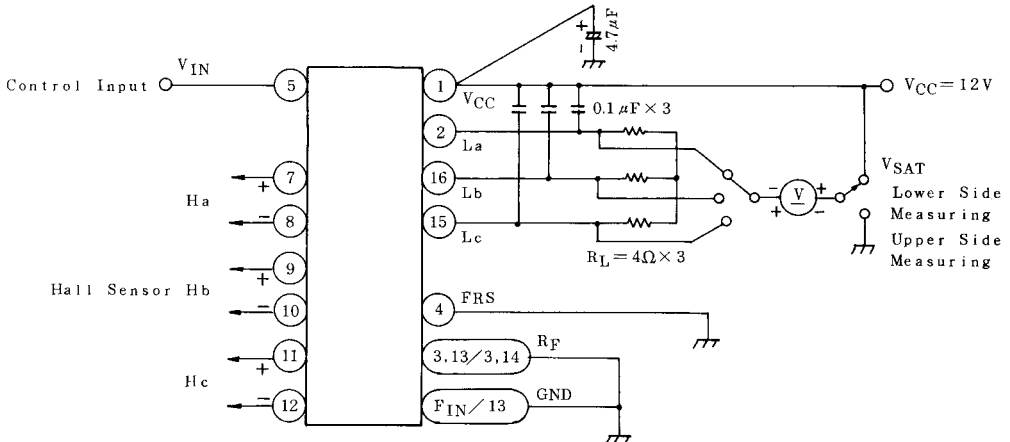 +
4.7μF
−
V_IN
Control Input
5
1
V_CC
V_CC=12V
0.1μF×3
2
La
7
+
Ha
−
8
16
Lb
15
Lc
R_L=4Ω×3
−
+
V
+
−
V_SAT
Lower Side
Measuring
Upper Side
Measuring
9
+
Hall Sensor Hb
−
10
4
FRS
11
+
Hc
−
12
3,13/3,14
R_F
F_IN/13
GND